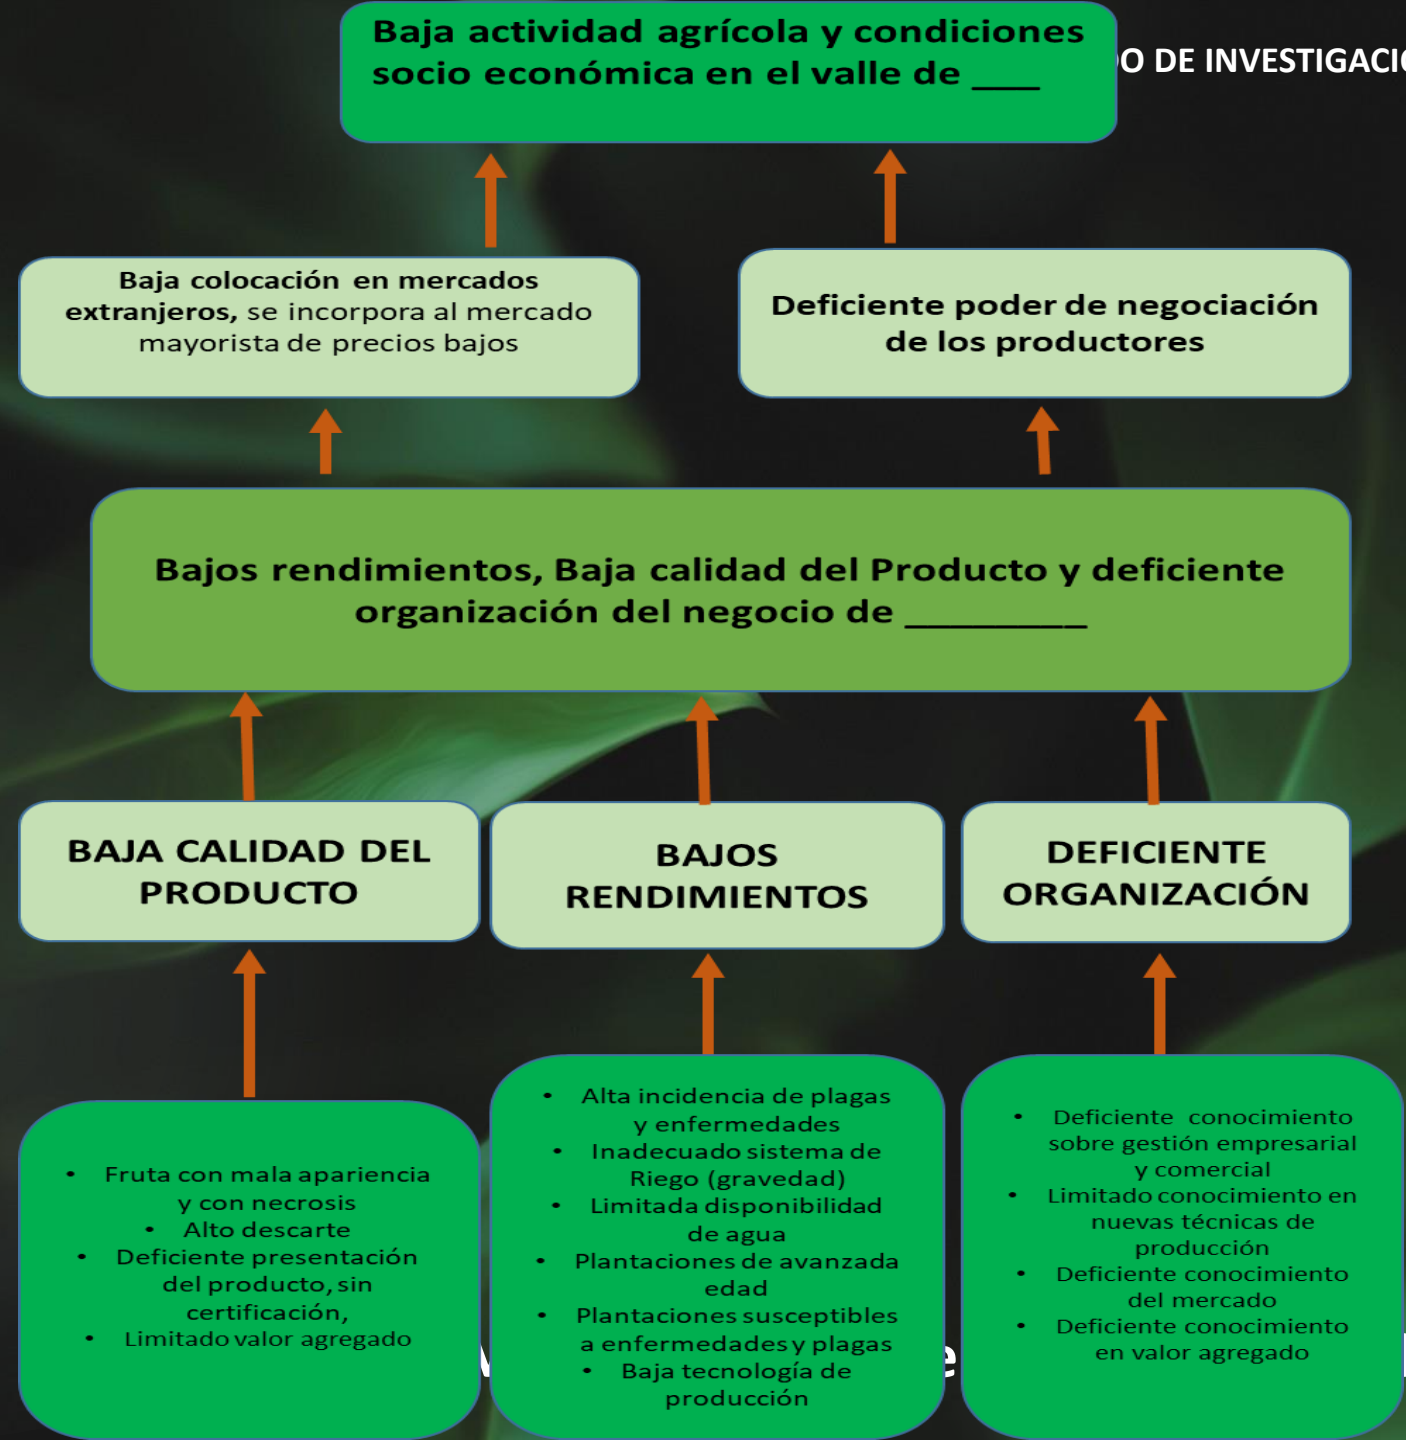 Baja actividad agrícola y condiciones
socio económica en el valle de ____
DE INVESTIGACI
Baja colocación en mercados
extranjeros, se incorpora al mercado
mayorista de precios bajos
Deficiente poder de negociación
de los productores
Bajos rendimientos, Baja calidad del Producto y deficiente
organización del negocio de _________
BAJA CALIDAD DEL
PRODUCTO
BAJOS
RENDIMIENTOS
DEFICIENTE
ORGANIZACIÓN
• Fruta con mala apariencia
y con necrosis
• Alto descarte
• Deficiente presentación
del producto, sin
certificación,
• Limitado valor agregado
• Alta incidencia de plagas
y enfermedades
• Inadecuado sistema de
Riego (gravedad)
• Limitada disponibilidad
de agua
• Plantaciones de avanzada
edad
• Plantaciones susceptibles
a enfermedades y plagas
• Baja tecnología de
producción
• Deficiente conocimiento
sobre gestión empresarial
y comercial
• Limitado conocimiento en
nuevas técnicas de
producción
• Deficiente conocimiento
del mercado
• Deficiente conocimiento
en valor agregado